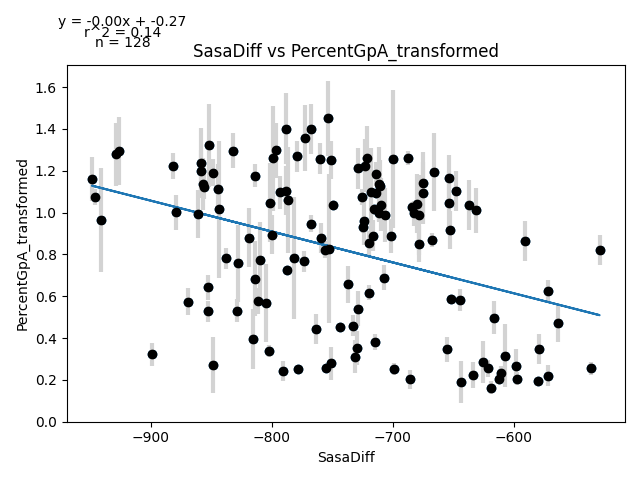 y = -0.00x + -0.27
r^2 = 0.14
n = 128
SasaDiff vs PercentGpA_transformed
PercentGpA_transformed
1.6
1.4
1.2
1.0
0.8
0.6
0.4
0.2
0.0
−900
−800
−700
−600
SasaDiff